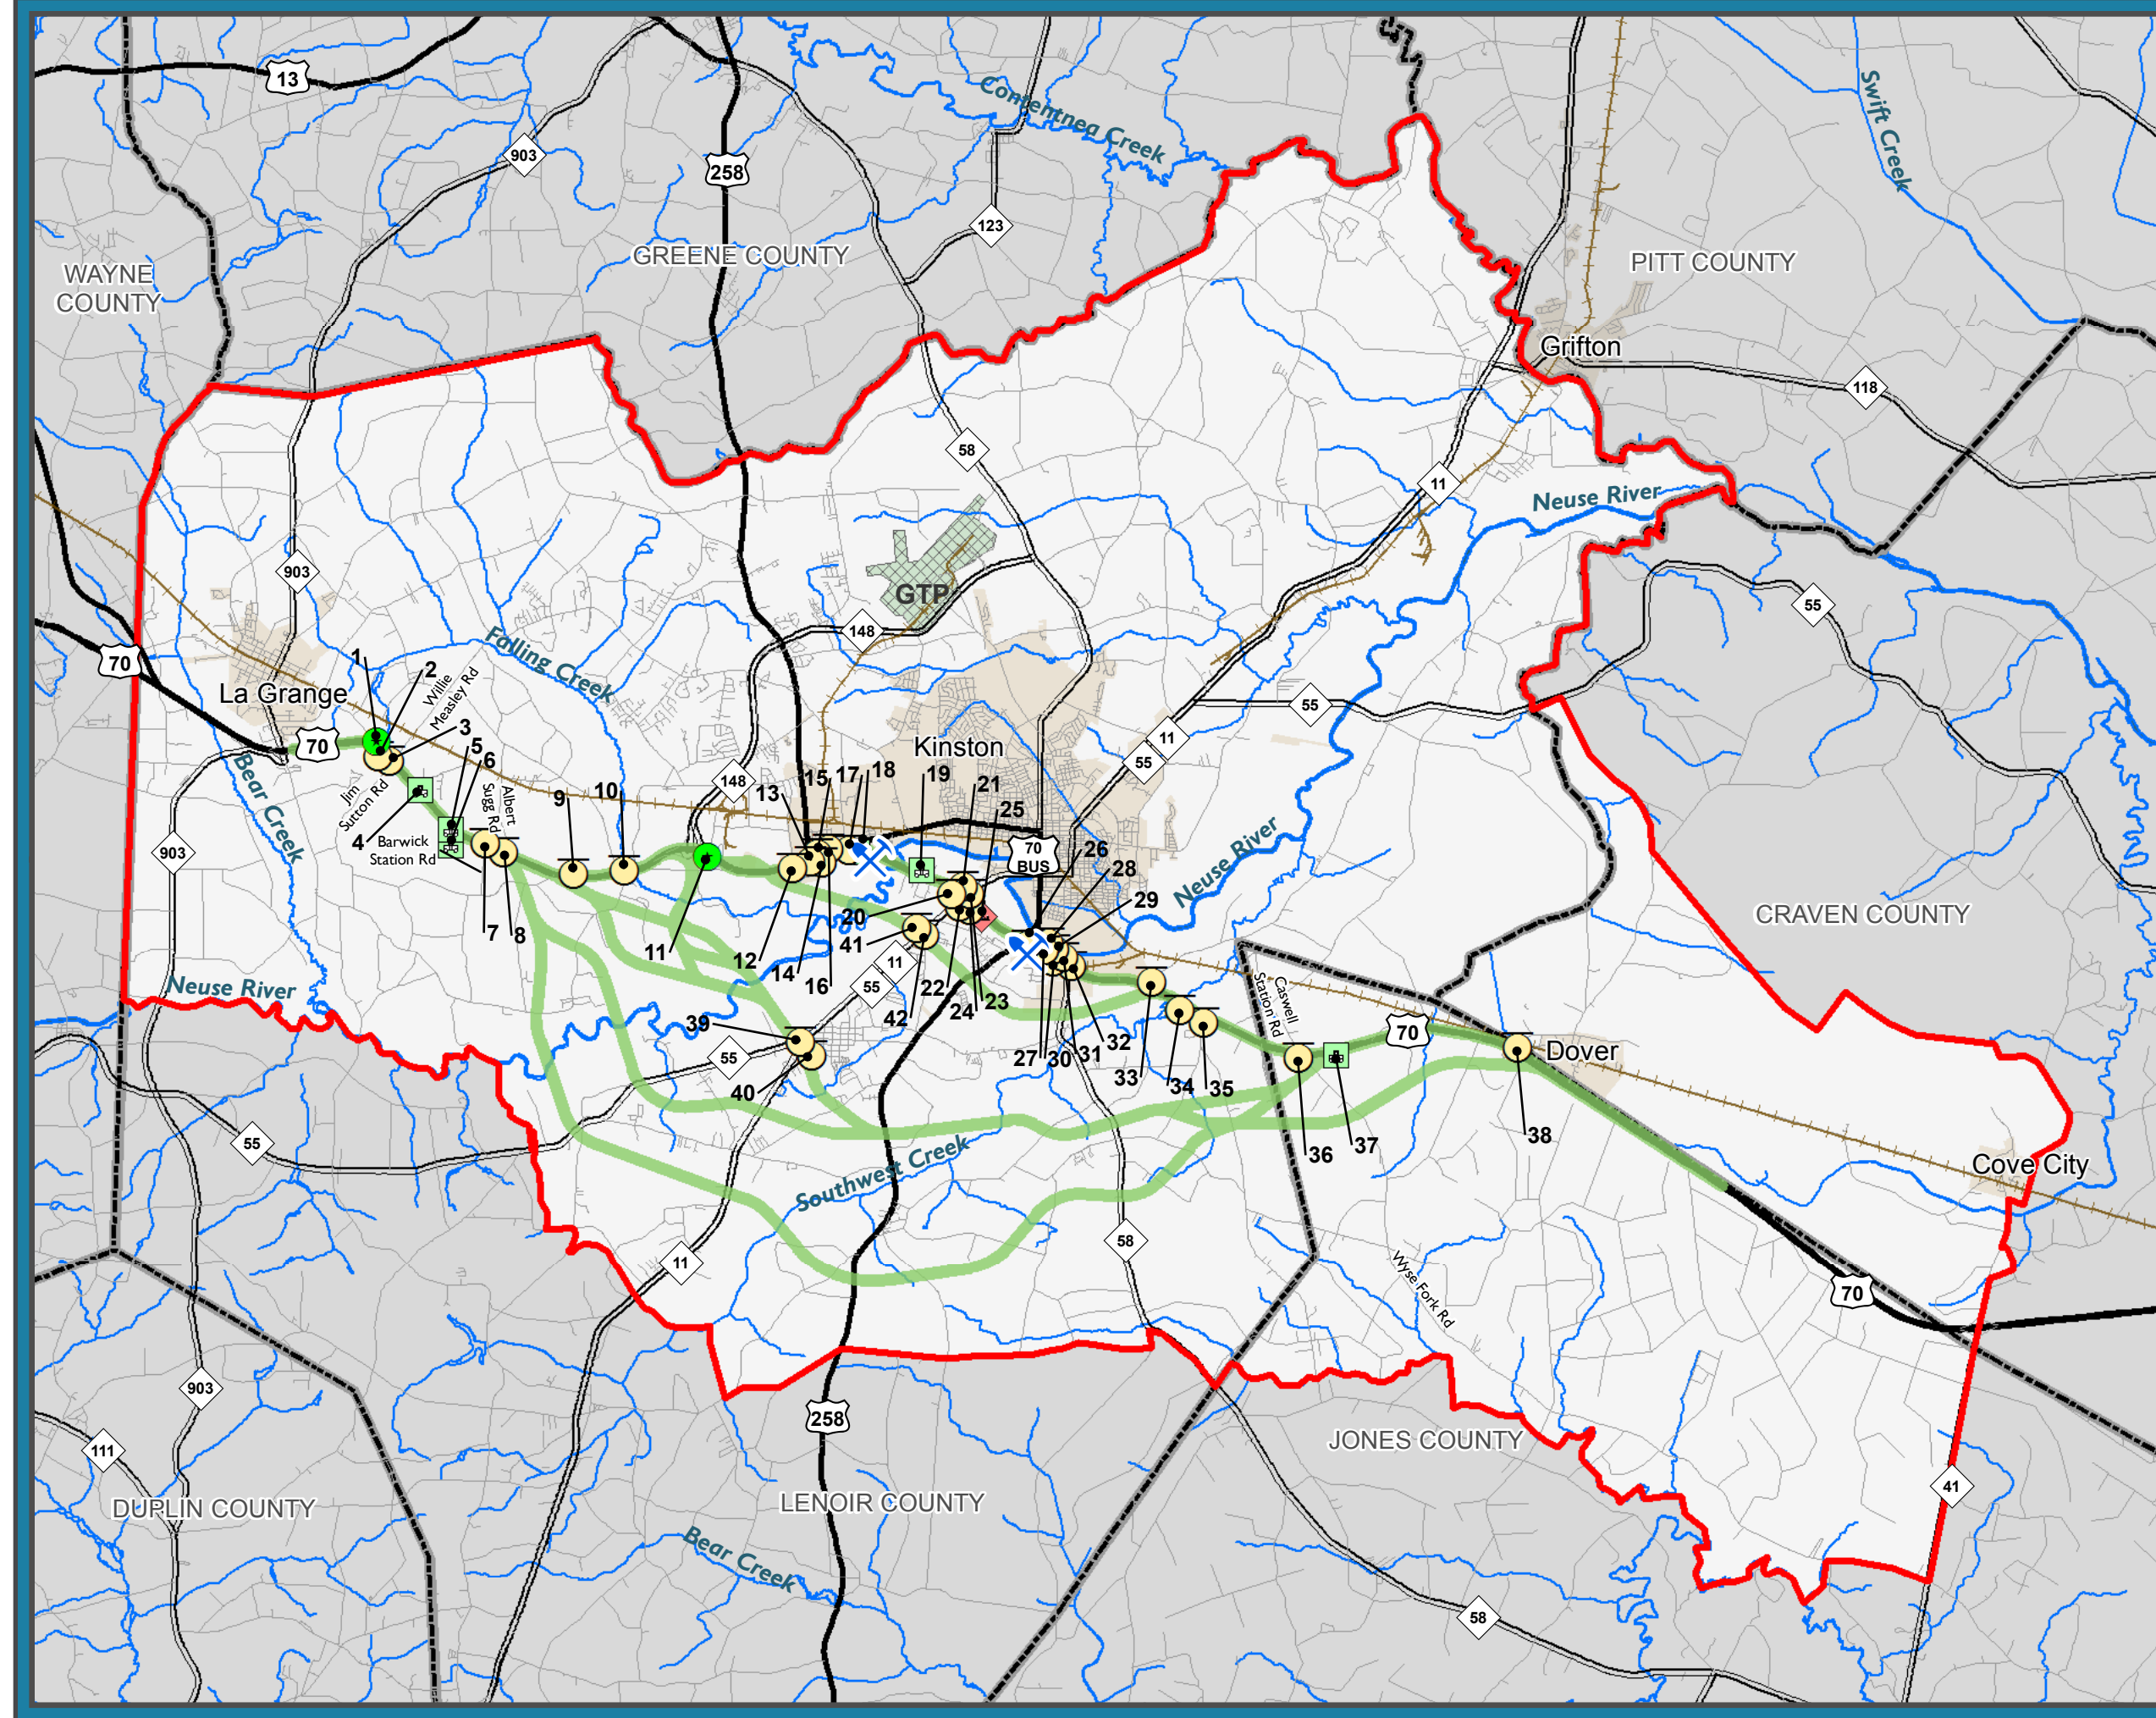 13
Contentnea Creek
Swift Creek
903
258
123
GREENE COUNTY
PITT COUNTY
WAYNE
COUNTY
Grifton
118
58
11
Neuse River
903
GTP
55
148
Falling Creek
1
2
Willie
Measley Rd
70
La Grange
3
55
11
70
5
Kinston
55
6
148
15
17
18
19
21
Bear Creek
Jim
Sutton Rd
Albert
Sugg Rd
9
10
13
25
4
Barwick
Station Rd
903
70
BUS
26
28
Neuse River
29
20
CRAVEN COUNTY
7
8
41
11
12
14
11
16
55
22
24
23
42
Neuse River
Caswell
Station Rd
39
55
70
Dover
27
30
31
32
33
34
35
40
55
36
37
38
Southwest Creek
Cove City
58
11
Wyse Fork Rd
70
903
258
JONES COUNTY
111
41
DUPLIN COUNTY
LENOIR COUNTY
Bear Creek
58